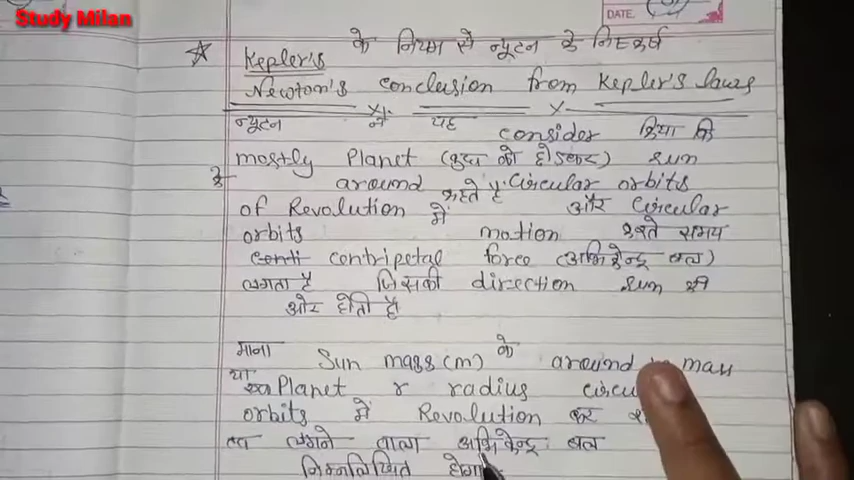 Study Milan
DATE.
के नियम से न्यूटन के निष्कर्ष
Kepler's
Newton's conclusion from Kepler's laws
न्यूटन ने यह consider किया कि
mostly Planet (बुध को छोडकर) sun
के around करते है circular orbits
of Revolution में और circular
orbits motion करते समय
centripetal force (अभिकेन्द्र बल)
लगता है जिसकी direction sun की
ओर होती है
माना Sun mass (m) के around mass
या Planet r radius
orbits में Revolution कर
तब लगने वाला अभिकेन्द्र बल
निम्नलिखित होगा